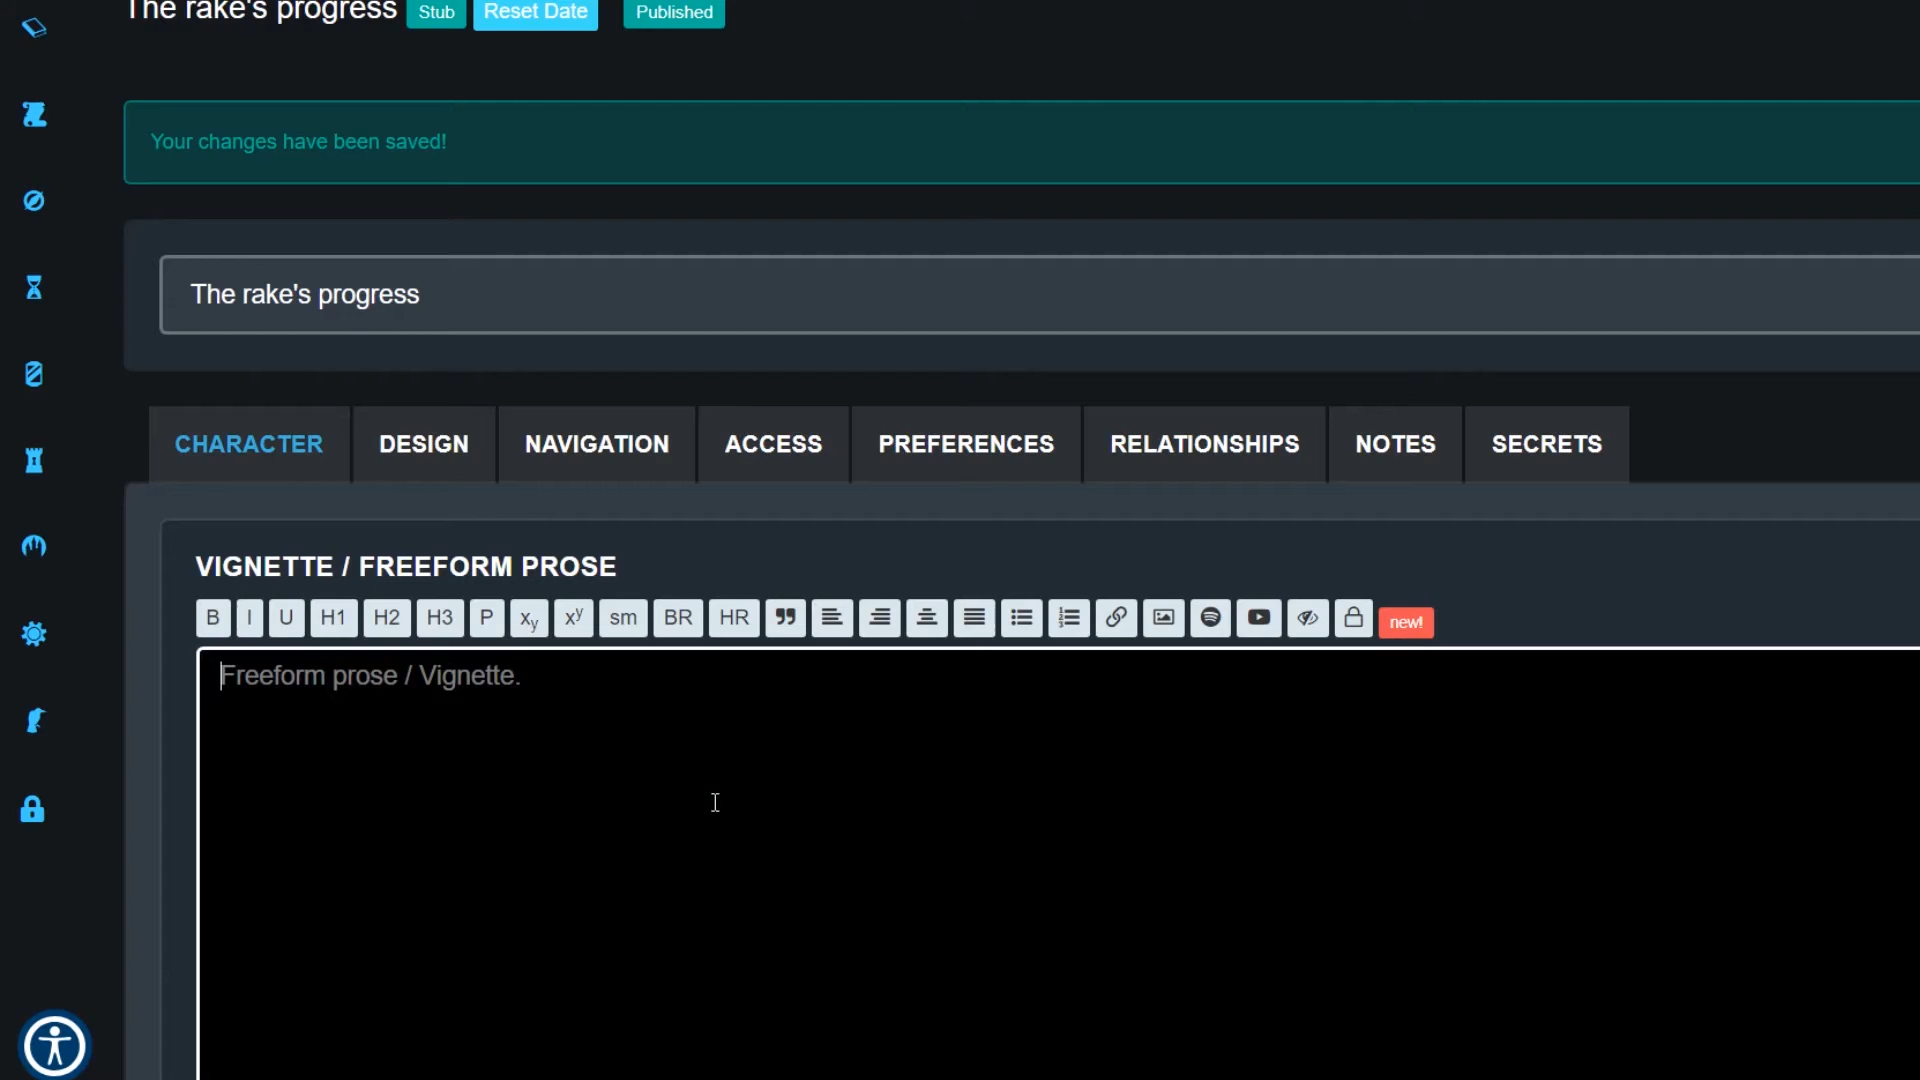 The rake's progress Stub Reset Date Published
Your changes have been saved!
The rake's progress
CHARACTER DESIGN NAVIGATION ACCESS PREFERENCES RELATIONSHIPS NOTES SECRETS
VIGNETTE / FREEFORM PROSE
B I U H1 H2 H3 P xy xy sm BR HR new!
Freeform prose / Vignette.